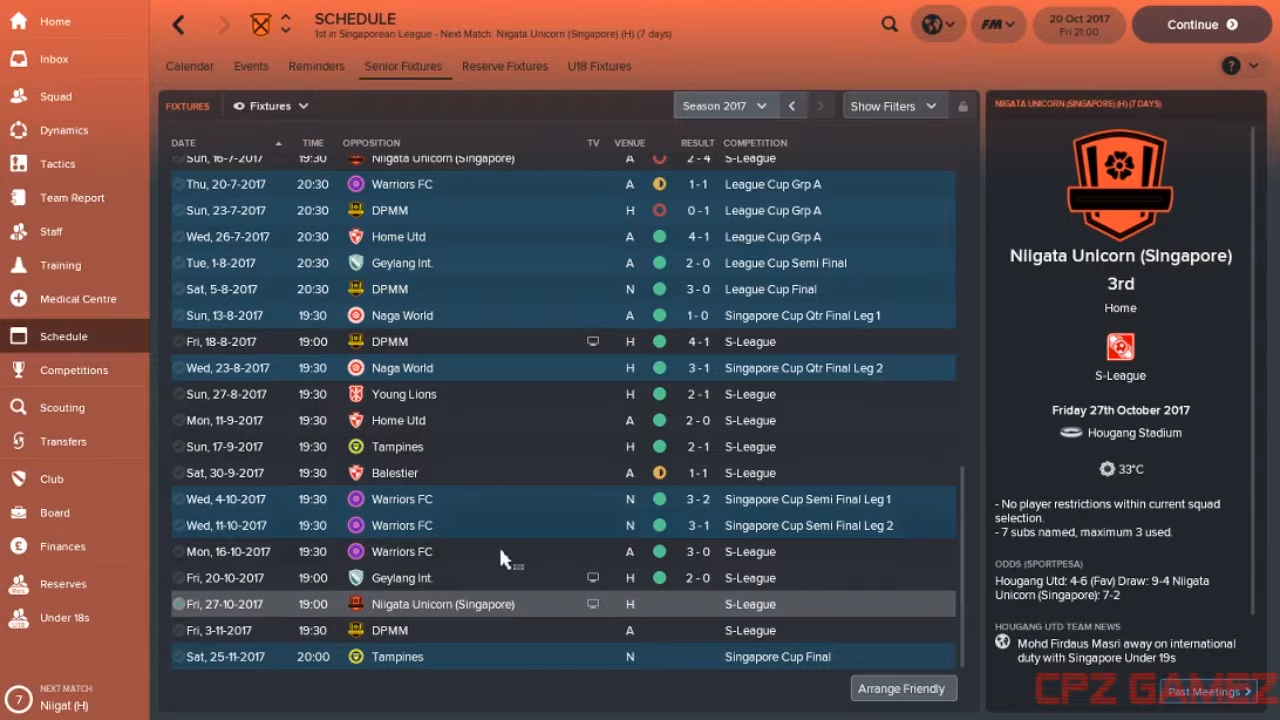 Home
Inbox
Squad
Dynamics
Tactics
Team Report
Staff
Training
Medical Centre
Schedule
Competitions
Scouting
Transfers
Club
Board
Finances
Reserves
Under 18s
7 NEXT MATCH
Niigat (H)
SCHEDULE
1st in Singaporean League - Next Match: Niigata Unicorn (Singapore) (H) (7 days)
FM
20 Oct 2017
Fri 21:00
Continue
Calendar Events Reminders Senior Fixtures Reserve Fixtures U18 Fixtures
?
FIXTURES Fixtures Season 2017 Show Filters
DATE TIME OPPOSITION TV VENUE RESULT COMPETITION
Sun, 16-7-2017 19:30 Niigata Unicorn (Singapore) A 2 - 4 S-League
Thu, 20-7-2017 20:30 Warriors FC A 1-1 League Cup Grp A
Sun, 23-7-2017 20:30 DPMM H 0 - 1 League Cup Grp A
Wed, 26-7-2017 20:30 Home Utd A 4 - 1 League Cup Grp A
Tue, 1-8-2017 20:30 Geylang Int. A 2 - 0 League Cup Semi Final
Sat, 5-8-2017 20:30 DPMM N 3 - 0 League Cup Final
Sun, 13-8-2017 19:30 Naga World A 1 - 0 Singapore Cup Qtr Final Leg 1
Fri, 18-8-2017 19:00 DPMM H 4 - 1 S-League
Wed, 23-8-2017 19:30 Naga World H 3 - 1 Singapore Cup Qtr Final Leg 2
Sun, 27-8-2017 19:30 Young Lions H 2 - 1 S-League
Mon, 11-9-2017 19:30 Home Utd A 2 - 0 S-League
Sun, 17-9-2017 19:30 Tampines H 2 - 1 S-League
Sat, 30-9-2017 19:30 Balestier A 1-1 S-League
Wed, 4-10-2017 19:30 Warriors FC N 3 - 2 Singapore Cup Semi Final Leg 1
Wed, 11-10-2017 19:30 Warriors FC N 3 - 1 Singapore Cup Semi Final Leg 2
Mon, 16-10-2017 19:30 Warriors FC A 3 - 0 S-League
Fri, 20-10-2017 19:00 Geylang Int. H 2 - 0 S-League
Fri, 27-10-2017 19:00 Niigata Unicorn (Singapore) H S-League
Fri, 3-11-2017 19:30 DPMM A S-League
Sat, 25-11-2017 20:00 Tampines N Singapore Cup Final
Arrange Friendly
NIIGATA UNICORN (SINGAPORE) (H) (7 DAYS)
Niigata Unicorn (Singapore)
3rd
Home
S-League
Friday 27th October 2017
Hougang Stadium
33°C
- No player restrictions within current squad
selection.
- 7 subs named, maximum 3 used.
ODDS (SPORTPESA)
Hougang Utd: 4-6 (Fav) Draw: 9-4 Niigata
Unicorn (Singapore): 7-2
HOUGANG UTD TEAM NEWS
Mohd Firdaus Masri away on international
duty with Singapore Under 19s
Past Meetings
CPZ GAMEZ